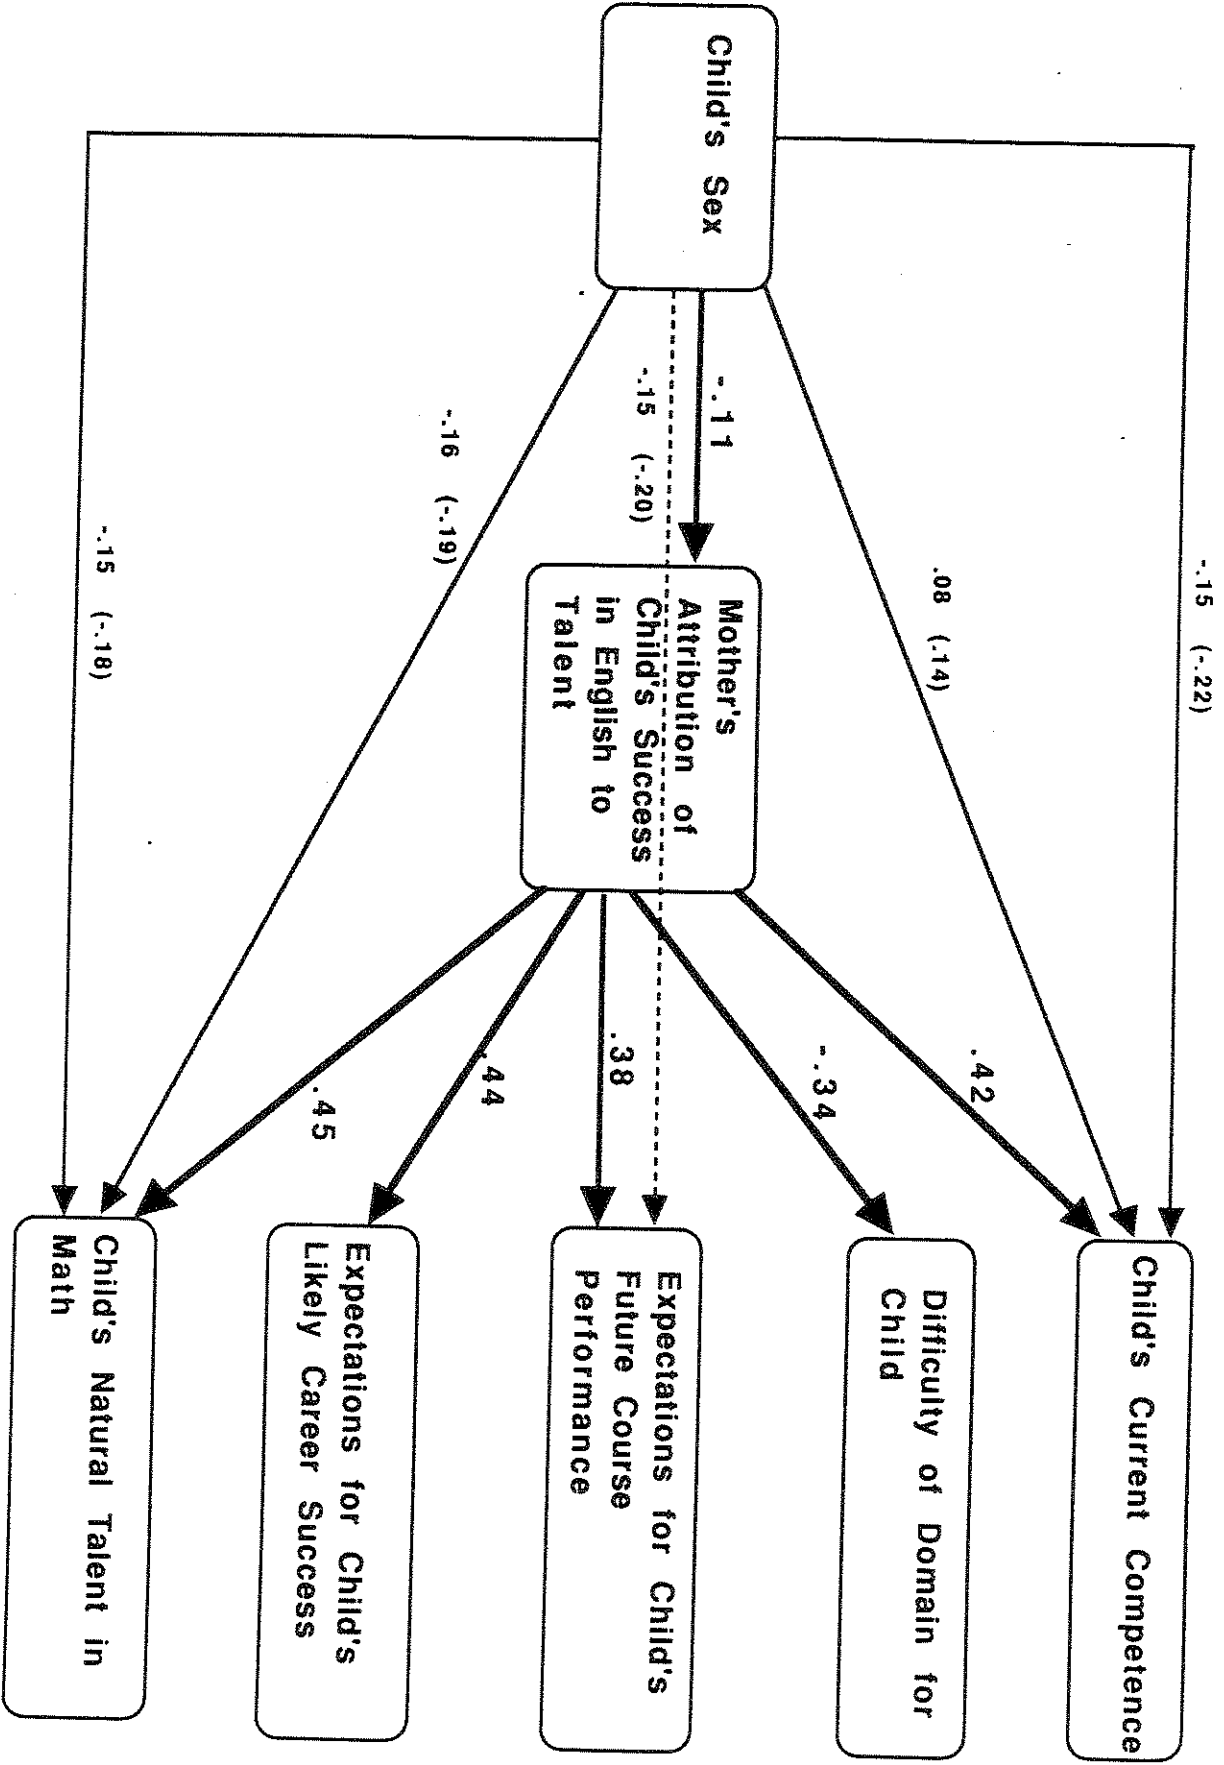 Child's Sex
-.15 (-.22)
.08 (.14)
-.11
-.15 (-.20)
-.16 (-.19)
-.15 (-.18)
Mother's
Attribution of
Child's Success
in English to
Talent
.42
-.34
.38
.44
.45
Child's Current Competence
Difficulty of Domain for
Child
Expectations for Child's
Future Course
Performance
Expectations for Child's
Likely Career Success
Child's Natural Talent in
Math